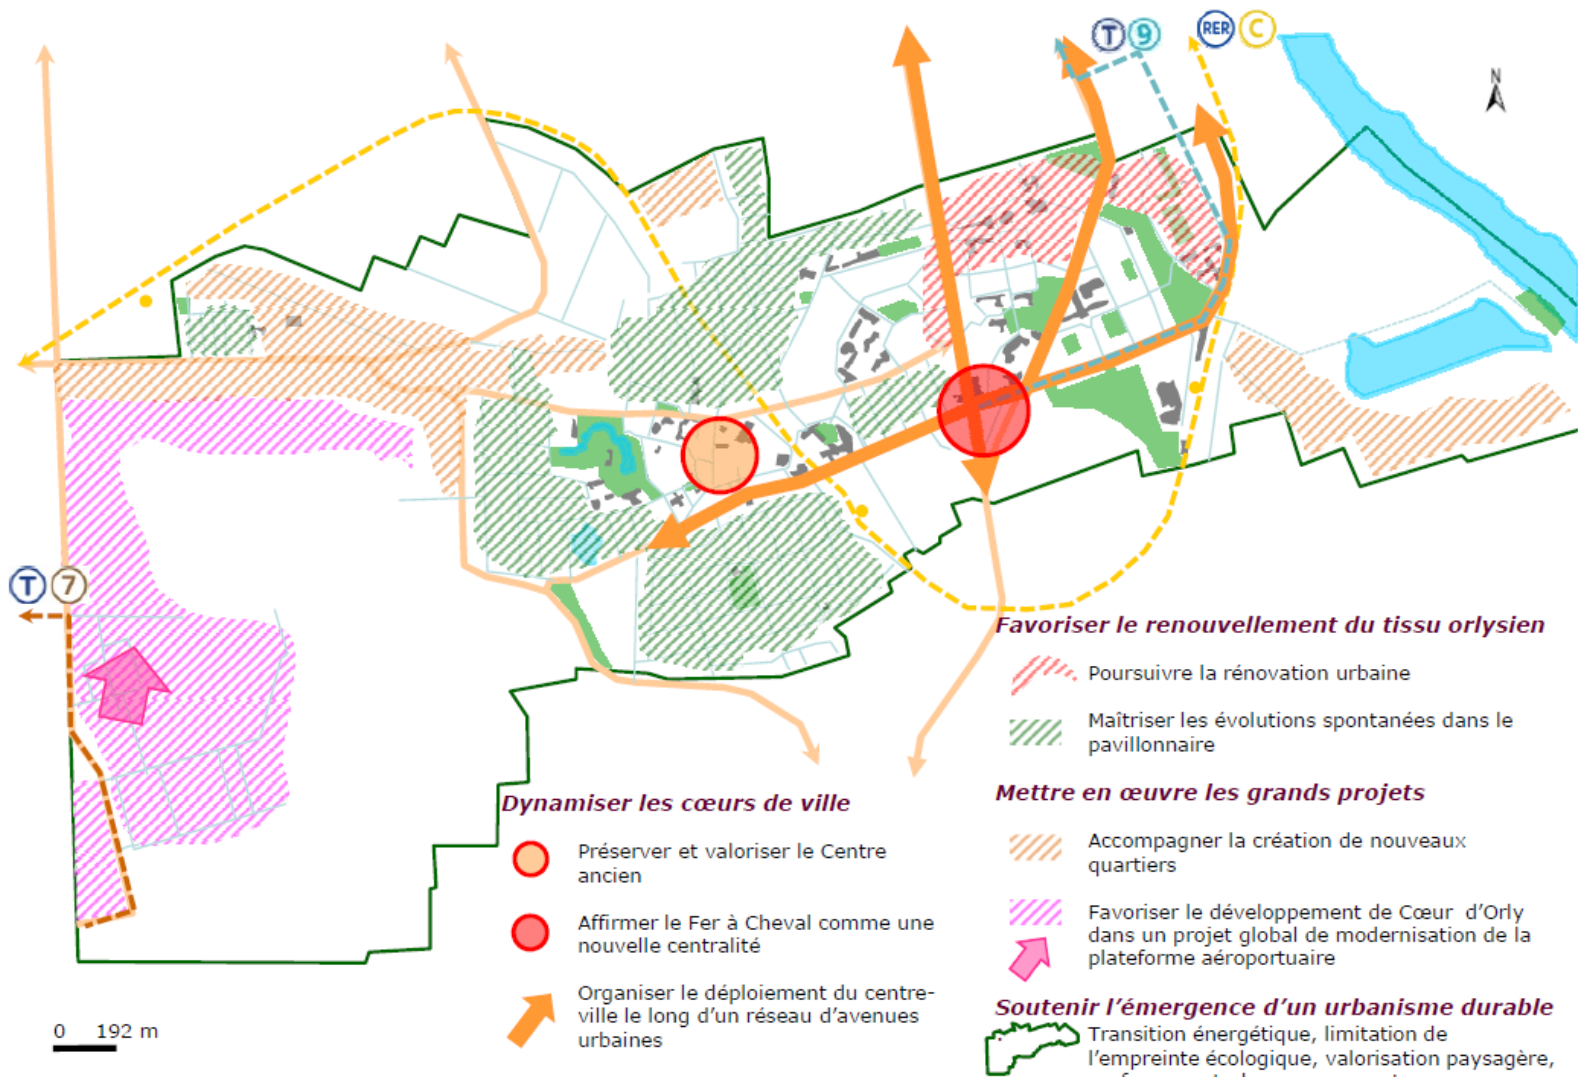 T 9 RER C
N
T 7
Favoriser le renouvellement du tissu orlysien
Poursuivre la rénovation urbaine
Maîtriser les évolutions spontanées dans le
pavillonnaire
Mettre en œuvre les grands projets
Accompagner la création de nouveaux
quartiers
Favoriser le développement de Cœur d'Orly
dans un projet global de modernisation de la
plateforme aéroportuaire
Soutenir l'émergence d'un urbanisme durable
Transition énergétique, limitation de
l'empreinte écologique, valorisation paysagère,
Dynamiser les cœurs de ville
Préserver et valoriser le Centre
ancien
Affirmer le Fer à Cheval comme une
nouvelle centralité
Organiser le déploiement du centre-
ville le long d'un réseau d'avenues
urbaines
0 192 m